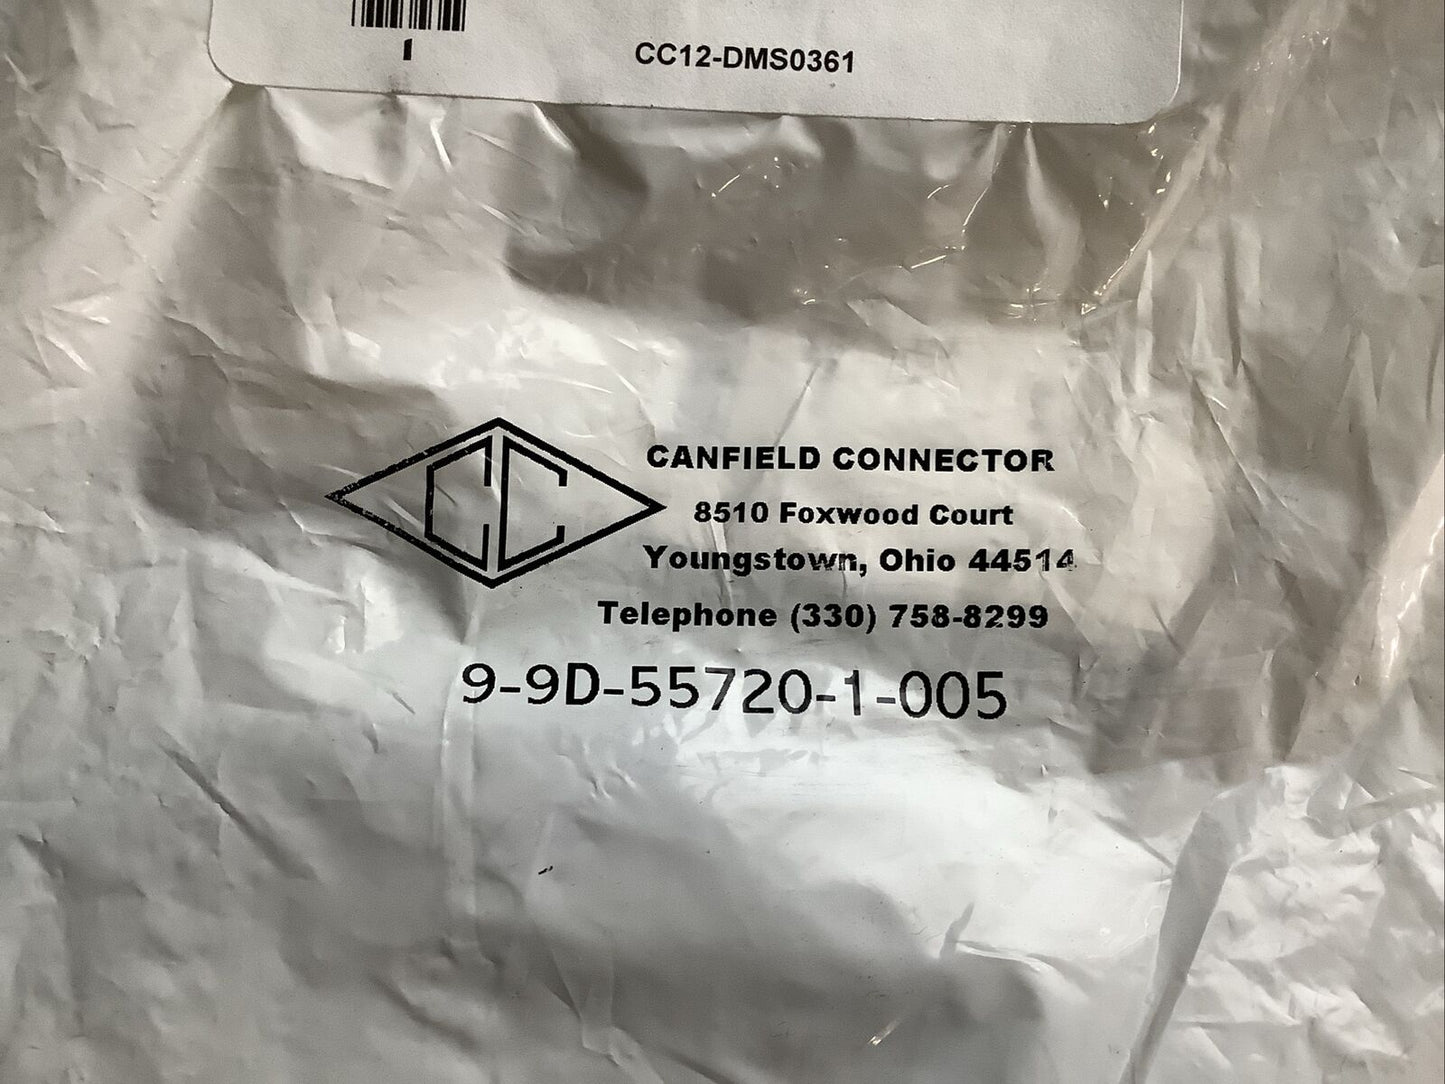 CC12-DMS0361
CC
CANFIELD CONNECTOR
8510 Foxwood Court
Youngstown, Ohio 44514
Telephone (330) 758-8299
9-9D-55720-1-005